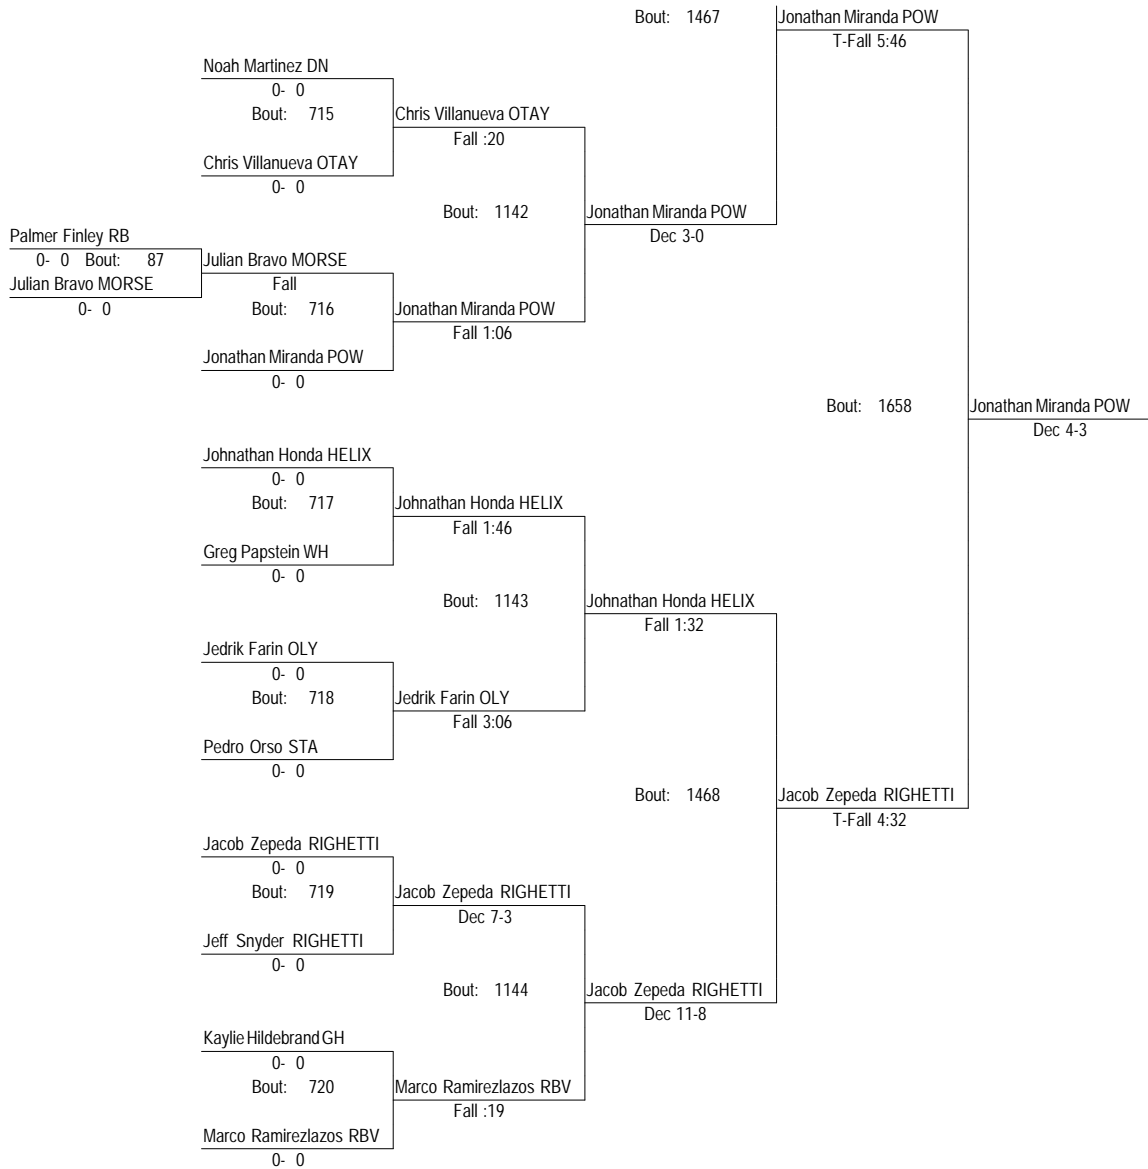 Bout: 1467
Jonathan Miranda POW
T-Fall 5:46
Noah Martinez DN
0- 0
Bout: 715
Chris Villanueva OTAY
Fall :20
Chris Villanueva OTAY
0- 0
Bout: 1142
Jonathan Miranda POW
Dec 3-0
Palmer Finley RB
0- 0 Bout: 87
Julian Bravo MORSE
0- 0
Julian Bravo MORSE
Fall
Bout: 716
Jonathan Miranda POW
Fall 1:06
Jonathan Miranda POW
0- 0
Bout: 1658
Jonathan Miranda POW
Dec 4-3
Johnathan Honda HELIX
0- 0
Bout: 717
Johnathan Honda HELIX
Fall 1:46
Greg Papstein WH
0- 0
Bout: 1143
Johnathan Honda HELIX
Fall 1:32
Jedrik Farin OLY
0- 0
Bout: 718
Jedrik Farin OLY
Fall 3:06
Pedro Orso STA
0- 0
Bout: 1468
Jacob Zepeda RIGHETTI
T-Fall 4:32
Jacob Zepeda RIGHETTI
0- 0
Bout: 719
Jacob Zepeda RIGHETTI
Dec 7-3
Jeff Snyder RIGHETTI
0- 0
Bout: 1144
Jacob Zepeda RIGHETTI
Dec 11-8
Kaylie Hildebrand GH
0- 0
Bout: 720
Marco Ramirezlazos RBV
Fall :19
Marco Ramirezlazos RBV
0- 0